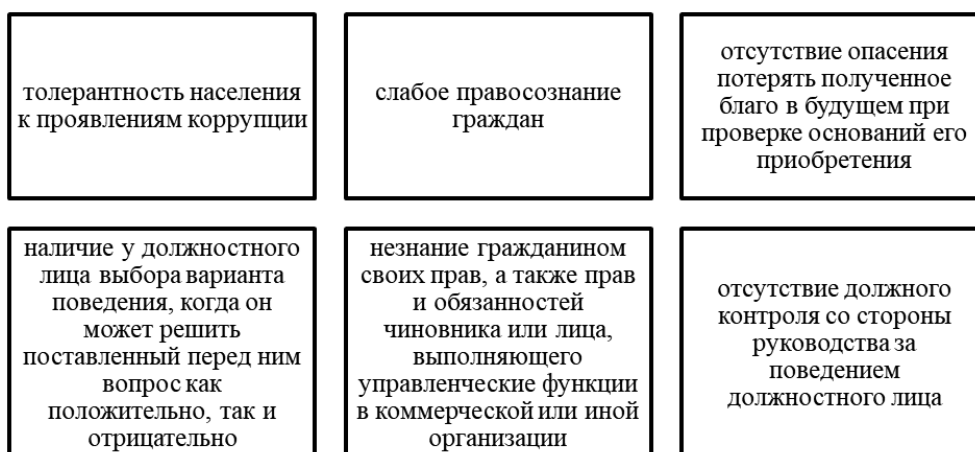 толерантность населения
к проявлениям коррупции
слабое правосознание
граждан
отсутствие опасения
потерять полученное
благо в будущем при
проверке оснований его
приобретения
наличие у должностного
лица выбора варианта
поведения, когда он
может решить
поставленный перед ним
вопрос как
положительно, так и
отрицательно
незнание гражданином
своих прав, а также прав
и обязанностей
чиновника или лица,
выполняющего
управленческие функции
в коммерческой или иной
организации
отсутствие должного
контроля со стороны
руководства за
поведением
должностного лица